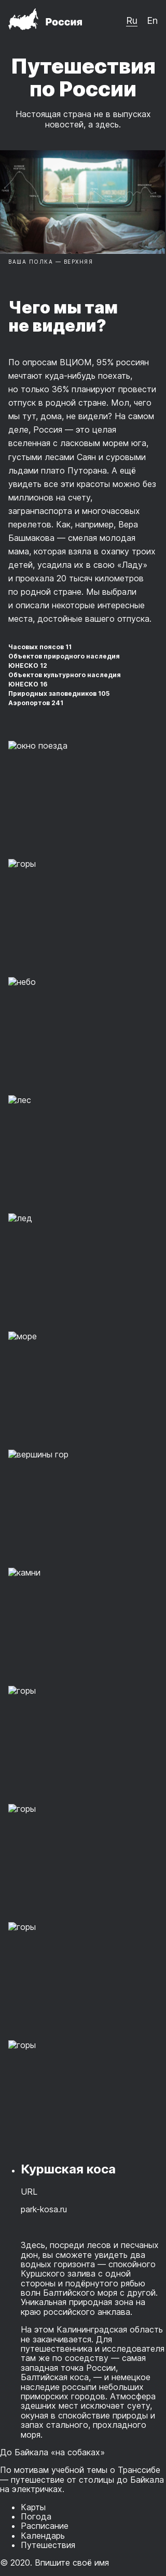 Россия
Ru En
Путешествия
по России
Настоящая страна не в выпусках
новостей, а здесь.
ВАША ПОЛКА — ВЕРХНЯЯ
Чего мы там
не видели?
По опросам ВЦИОМ, 95% россиян
мечтают куда-нибудь поехать,
но только 36% планируют провести
отпуск в родной стране. Мол, чего
мы тут, дома, не видели? На самом
деле, Россия — это целая
вселенная с ласковым морем юга,
густыми лесами Саян и суровыми
льдами плато Путорана. А ещё
увидеть все эти красоты можно без
миллионов на счету,
загранпаспорта и многочасовых
перелетов. Как, например, Вера
Башмакова — смелая молодая
мама, которая взяла в охапку троих
детей, усадила их в свою «Ладу»
и проехала 20 тысяч километров
по родной стране. Мы выбрали
и описали некоторые интересные
места, достойные вашего отпуска.
Часовых поясов 11
Объектов природного наследия
ЮНЕСКО 12
Объектов культурного наследия
ЮНЕСКО 16
Природных заповедников 105
Аэропортов 241
окно поезда
горы
небо
лес
лед
море
вершины гор
камни
горы
горы
горы
горы
• Куршская коса
URL
park-kosa.ru
Здесь, посреди лесов и песчаных
дюн, вы сможете увидеть два
водных горизонта — спокойного
Куршского залива с одной
стороны и подёрнутого рябью
волн Балтийского моря с другой.
Уникальная природная зона на
краю российского анклава.
На этом Калининградская область
не заканчивается. Для
путешественника и исследователя
там же по соседству — самая
западная точка России,
Балтийская коса, — и немецкое
наследие россыпи небольших
приморских городов. Атмосфера
здешних мест исключает суету,
окуная в спокойствие природы и
запах стального, прохладного
моря.
До Байкала «на собаках»
По мотивам учебной темы о Транссибе
— путешествие от столицы до Байкала
на электричках.
• Карты
• Погода
• Расписание
• Календарь
• Путешествия
© 2020. Впишите своё имя